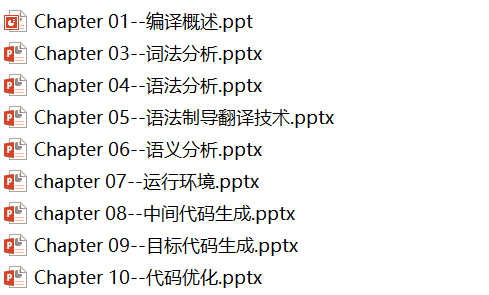 Chapter 01--编译概述.ppt
Chapter 03--词法分析.pptx
Chapter 04--语法分析.pptx
Chapter 05--语法制导翻译技术.pptx
Chapter 06--语义分析.pptx
chapter 07--运行环境.pptx
chapter 08--中间代码生成.pptx
Chapter 09--目标代码生成.pptx
Chapter 10--代码优化.pptx